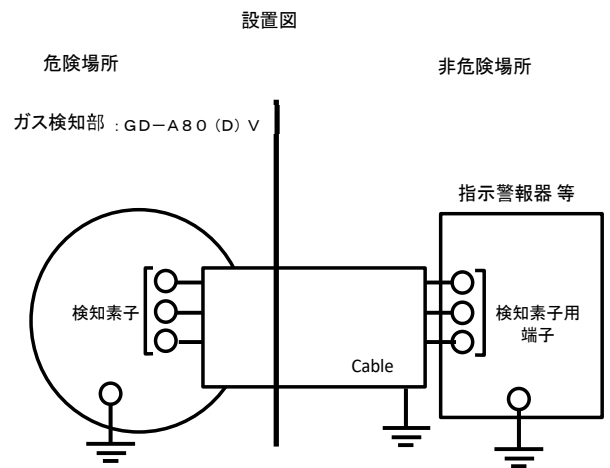 設置図
危険場所
非危険場所
ガス検知部 : GD−A80 (D) V
指示警報器 等
検知素子
検知素子用
端子
Cable